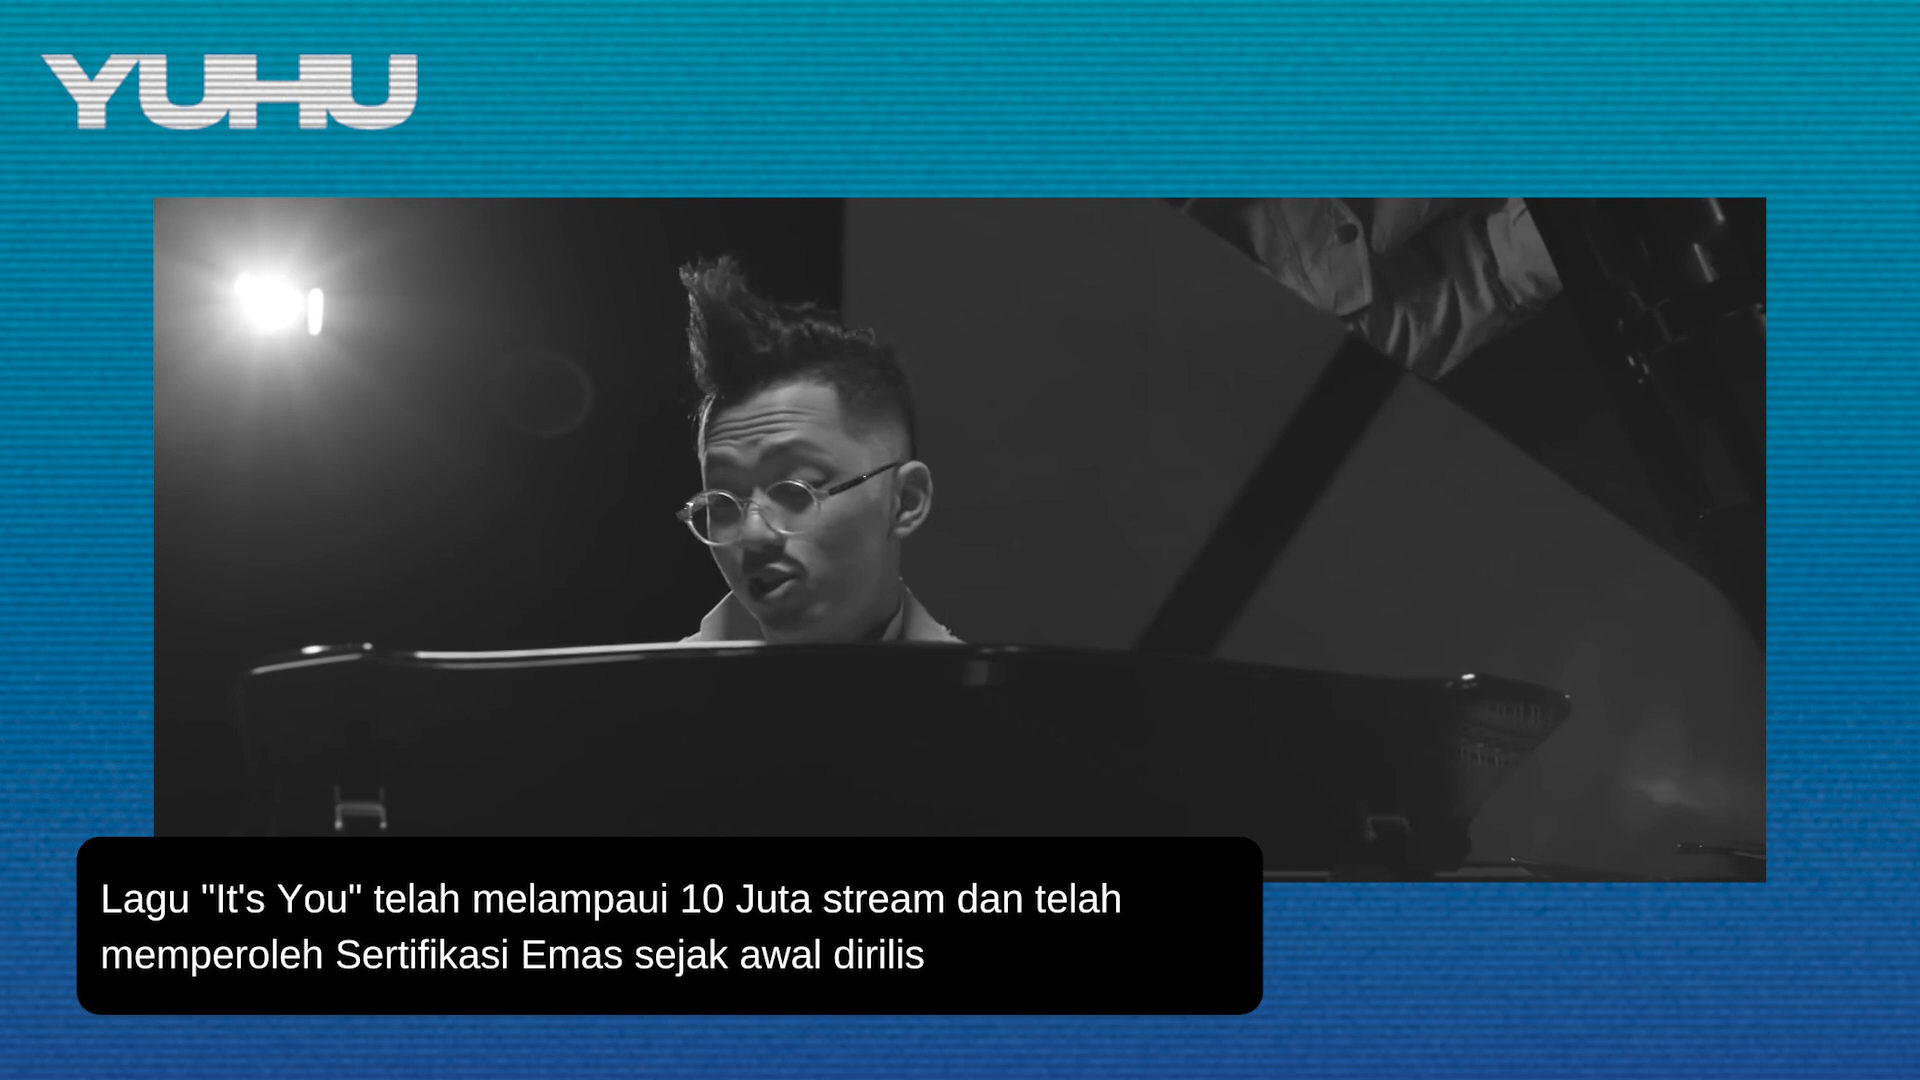 YUHU
Lagu "It's You" telah melampaui 10 Juta stream dan telah
memperoleh Sertifikasi Emas sejak awal dirilis